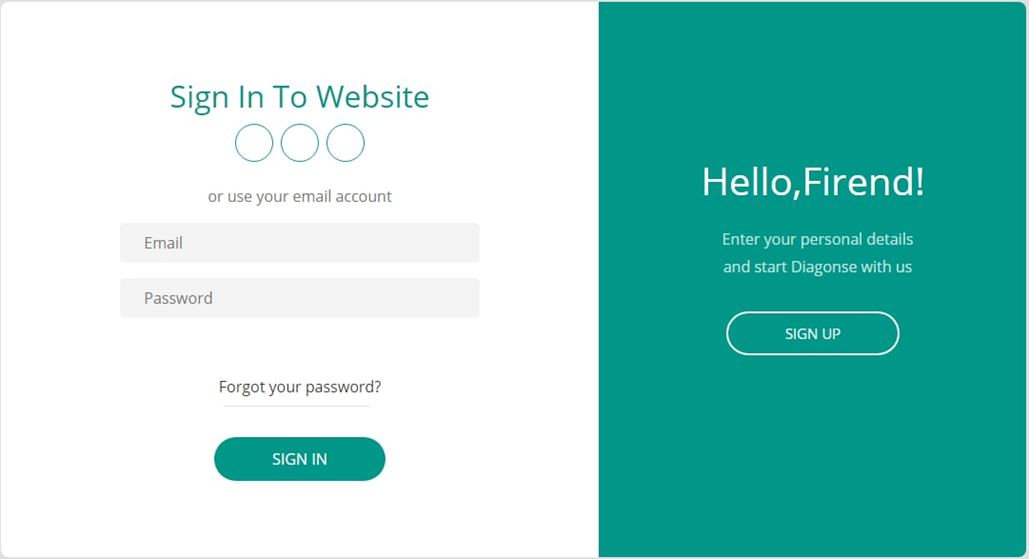 Sign In To Website
or use your email account
Email
Password
Forgot your password?
SIGN IN
Hello,Firend!
Enter your personal details
and start Diagonse with us
SIGN UP